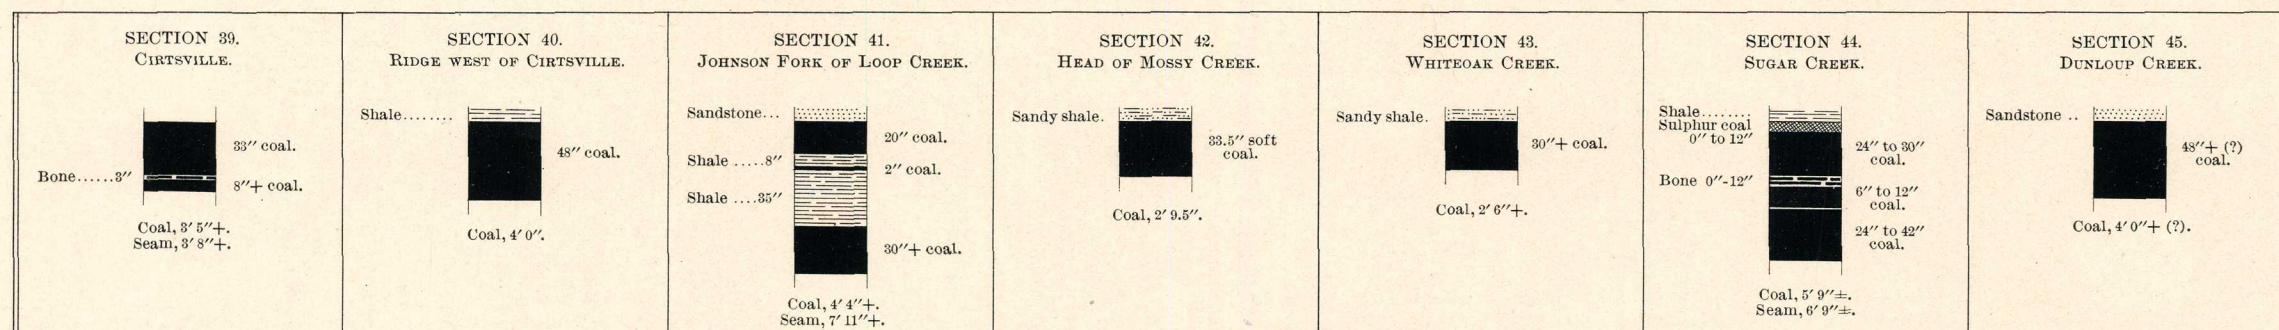 SECTION 39.
CIRTSVILLE.
33″ coal.
Bone......3″
8″+ coal.
Coal, 3′ 5″+.
Seam, 3′ 8″+.
SECTION 40.
RIDGE WEST OF CIRTSVILLE.
Shale........
48″ coal.
Coal, 4′ 0″.
SECTION 41.
JOHNSON FORK OF LOOP CREEK.
Sandstone...
20″ coal.
Shale .....8″
2″ coal.
Shale ....35″
30″+ coal.
Coal, 4′ 4″+.
Seam, 7′ 11″+.
SECTION 42.
HEAD OF MOSSY CREEK.
Sandy shale.
33.5″ soft
coal.
Coal, 2′ 9.5″.
SECTION 43.
WHITEOAK CREEK.
Sandy shale.
30″+ coal.
Coal, 2′ 6″+.
SECTION 44.
SUGAR CREEK.
Shale........
Sulphur coal
0″ to 12″
24″ to 30″
coal.
Bone 0″-12″
6″ to 12″
coal.
24″ to 42″
coal.
Coal, 5′ 9″±.
Seam, 6′ 9″±.
SECTION 45.
DUNLOUP CREEK.
Sandstone ..
48″+ (?)
coal.
Coal, 4′ 0″+ (?).